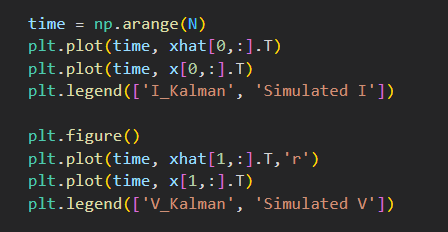 time = np.arange(N)
plt.plot(time, xhat[0,:].T)
plt.plot(time, x[0,:].T)
plt.legend(['I_Kalman', 'Simulated I'])
plt.figure()
plt.plot(time, xhat[1,:].T,'r')
plt.plot(time, x[1,:].T)
plt.legend(['V_Kalman', 'Simulated V'])